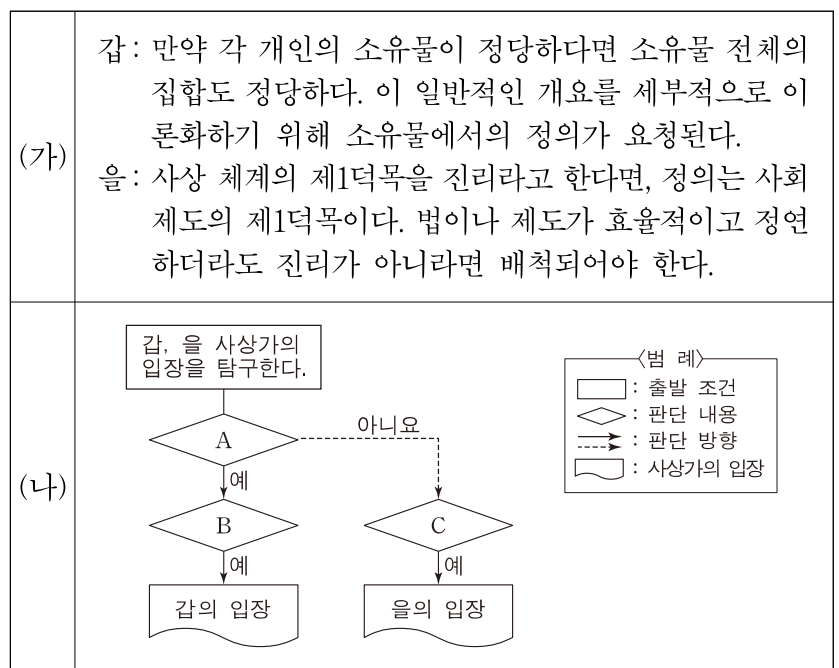 (가)
갑: 만약 각 개인의 소유물이 정당하다면 소유물 전체의
집합도 정당하다. 이 일반적인 개요를 세부적으로 이
론화하기 위해 소유물에서의 정의가 요청된다.
을: 사상 체계의 제1덕목을 진리라고 한다면, 정의는 사회
제도의 제1덕목이다. 법이나 제도가 효율적이고 정연
하더라도 진리가 아니라면 배척되어야 한다.
(나)
갑, 을 사상가의
입장을 탐구한다.
A
아니요
예
B
C
예
예
갑의 입장
을의 입장
〈범 례〉
: 출발 조건
: 판단 내용
: 판단 방향
: 사상가의 입장